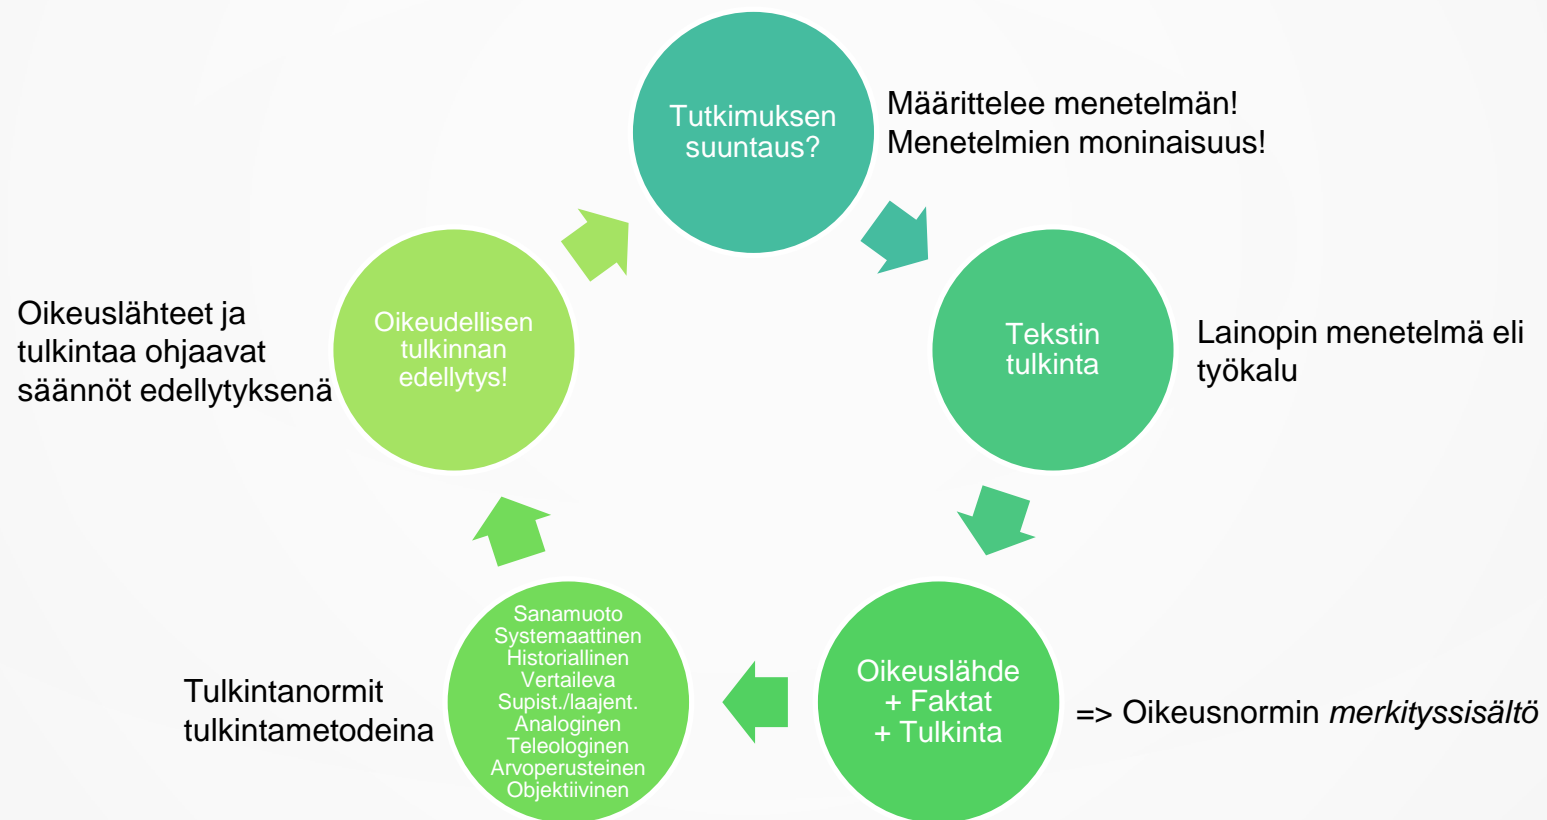 Tutkimuksen
suuntaus?
Määrittelee menetelmän!
Menetelmien moninaisuus!
Tekstin
tulkinta
Lainopin menetelmä eli
työkalu
Oikeuslähde
+ Faktat
+ Tulkinta
=> Oikeusnormin merkityssisältö
Sanamuoto
Systemaattinen
Historiallinen
Vertaileva
Supist./laajent.
Analoginen
Teleologinen
Arvoperusteinen
Objektiivinen
Tulkintanormit
tulkintametodeina
Oikeudellisen
tulkinnan
edellytys!
Oikeuslähteet ja
tulkintaa ohjaavat
säännöt edellytyksenä